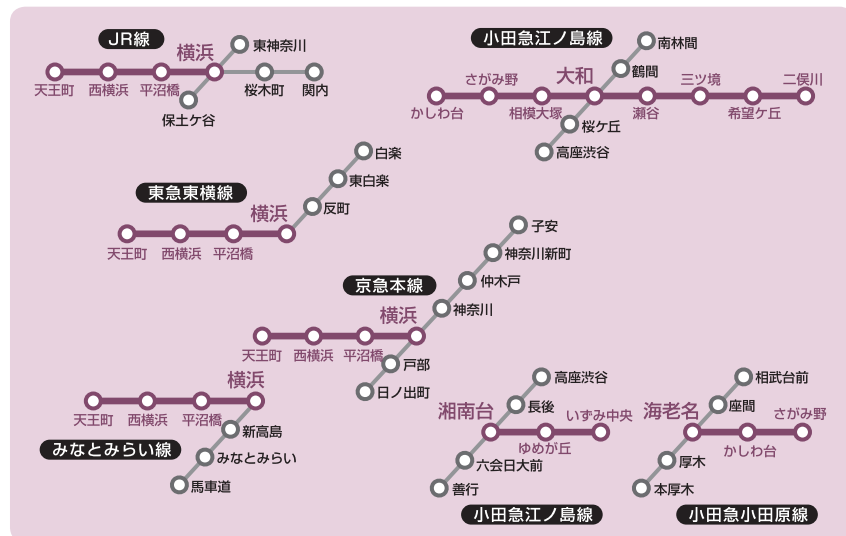 JR線
横浜
東神奈川
天王町
西横浜
平沼橋
桜木町
関内
保土ケ谷
小田急江ノ島線
南林間
鶴間
さがみ野
大和
三ツ境
二俣川
かしわ台
相模大塚
瀬谷
希望ケ丘
桜ケ丘
高座渋谷
東急東横線
白楽
東白楽
横浜
反町
天王町
西横浜
平沼橋
京急本線
子安
神奈川新町
仲木戸
横浜
神奈川
天王町
西横浜
平沼橋
戸部
日ノ出町
横浜
天王町
西横浜
平沼橋
新高島
みなとみらい線
みなとみらい
馬車道
高座渋谷
湘南台
長後
いずみ中央
ゆめが丘
六会日大前
善行
小田急江ノ島線
相武台前
海老名
座間
さがみ野
かしわ台
厚木
本厚木
小田急小田原線